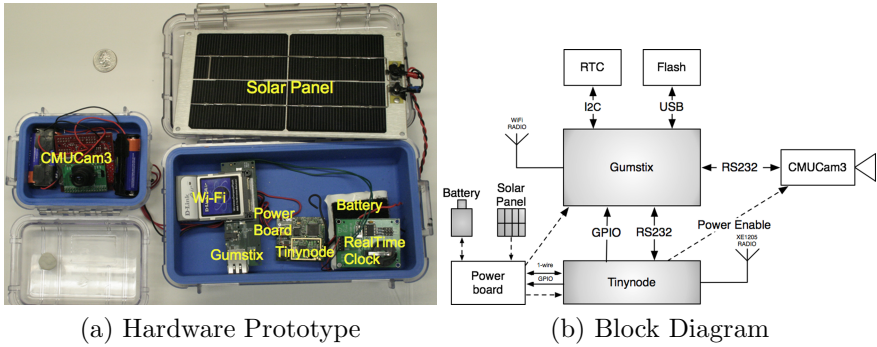 Solar Panel
CMUCam3
Wi-Fi
D-Link
Power
Board
Battery
Gumstix
Tinynode
RealTime
Clock
(a) Hardware Prototype
RTC
Flash
I2C
USB
WiFi
RADIO
Gumstix
RS232
CMUCam3
Battery
Solar
Panel
GPIO
RS232
Power Enable
XE1205
RADIO
Power
board
1-wire
GPIO
Tinynode
(b) Block Diagram